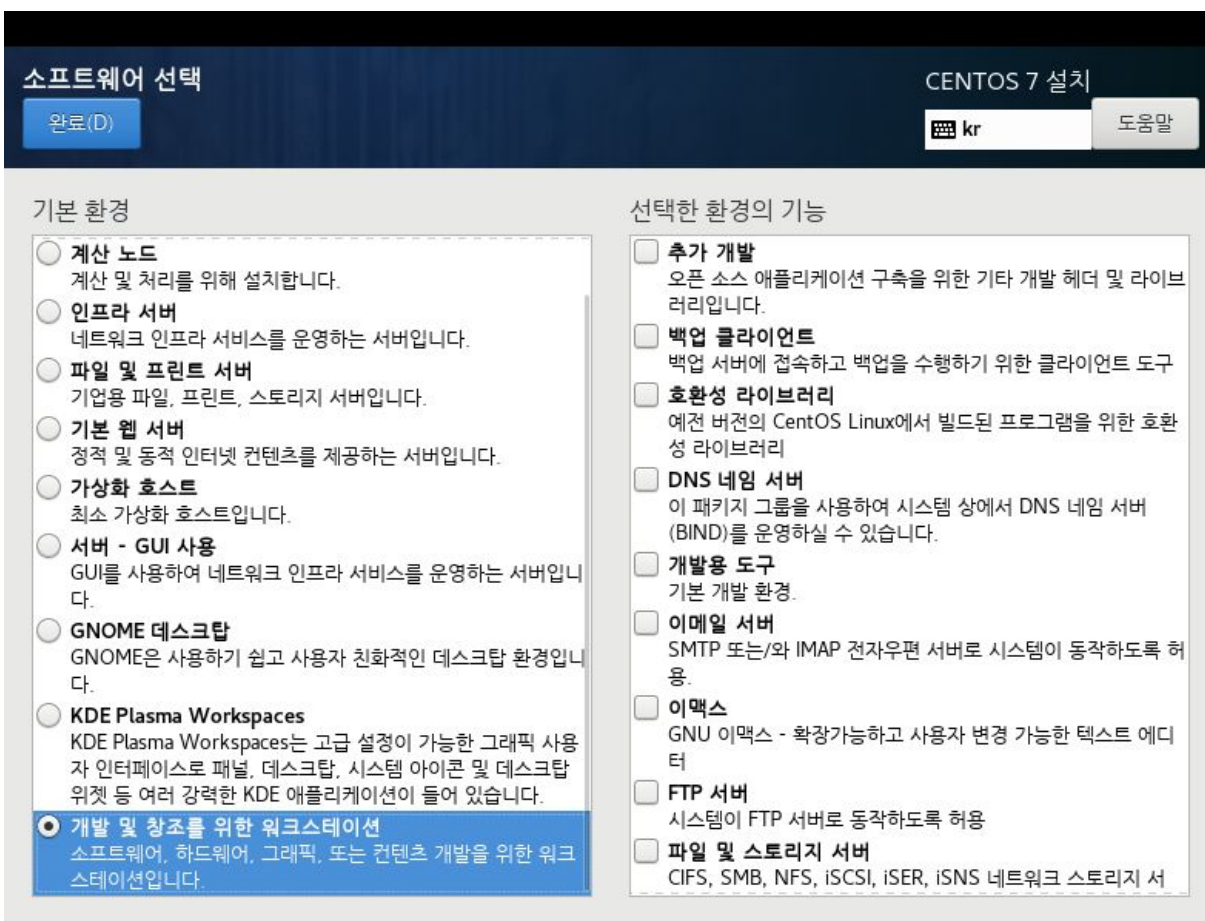 소프트웨어 선택
완료(D)
CENTOS 7 설치
kr
도움말
기본 환경
계산 노드
계산 및 처리를 위해 설치합니다.
인프라 서버
네트워크 인프라 서비스를 운영하는 서버입니다.
파일 및 프린트 서버
기업용 파일, 프린트, 스토리지 서버입니다.
기본 웹 서버
정적 및 동적 인터넷 컨텐츠를 제공하는 서버입니다.
가상화 호스트
최소 가상화 호스트입니다.
서버 - GUI 사용
GUI를 사용하여 네트워크 인프라 서비스를 운영하는 서버입니
다.
GNOME 데스크탑
GNOME은 사용하기 쉽고 사용자 친화적인 데스크탑 환경입니
다.
KDE Plasma Workspaces
KDE Plasma Workspaces는 고급 설정이 가능한 그래픽 사용
자 인터페이스로 패널, 데스크탑, 시스템 아이콘 및 데스크탑
위젯 등 여러 강력한 KDE 애플리케이션이 들어 있습니다.
개발 및 창조를 위한 워크스테이션
소프트웨어, 하드웨어, 그래픽, 또는 컨텐츠 개발을 위한 워크
스테이션입니다.
선택한 환경의 기능
추가 개발
오픈 소스 애플리케이션 구축을 위한 기타 개발 헤더 및 라이브
러리입니다.
백업 클라이언트
백업 서버에 접속하고 백업을 수행하기 위한 클라이언트 도구
호환성 라이브러리
예전 버전의 CentOS Linux에서 빌드된 프로그램을 위한 호환
성 라이브러리
DNS 네임 서버
이 패키지 그룹을 사용하여 시스템 상에서 DNS 네임 서버
(BIND)를 운영하실 수 있습니다.
개발용 도구
기본 개발 환경.
이메일 서버
SMTP 또는/와 IMAP 전자우편 서버로 시스템이 동작하도록 허
용.
이맥스
GNU 이맥스 - 확장가능하고 사용자 변경 가능한 텍스트 에디
터
FTP 서버
시스템이 FTP 서버로 동작하도록 허용
파일 및 스토리지 서버
CIFS, SMB, NFS, iSCSI, iSER, iSNS 네트워크 스토리지 서